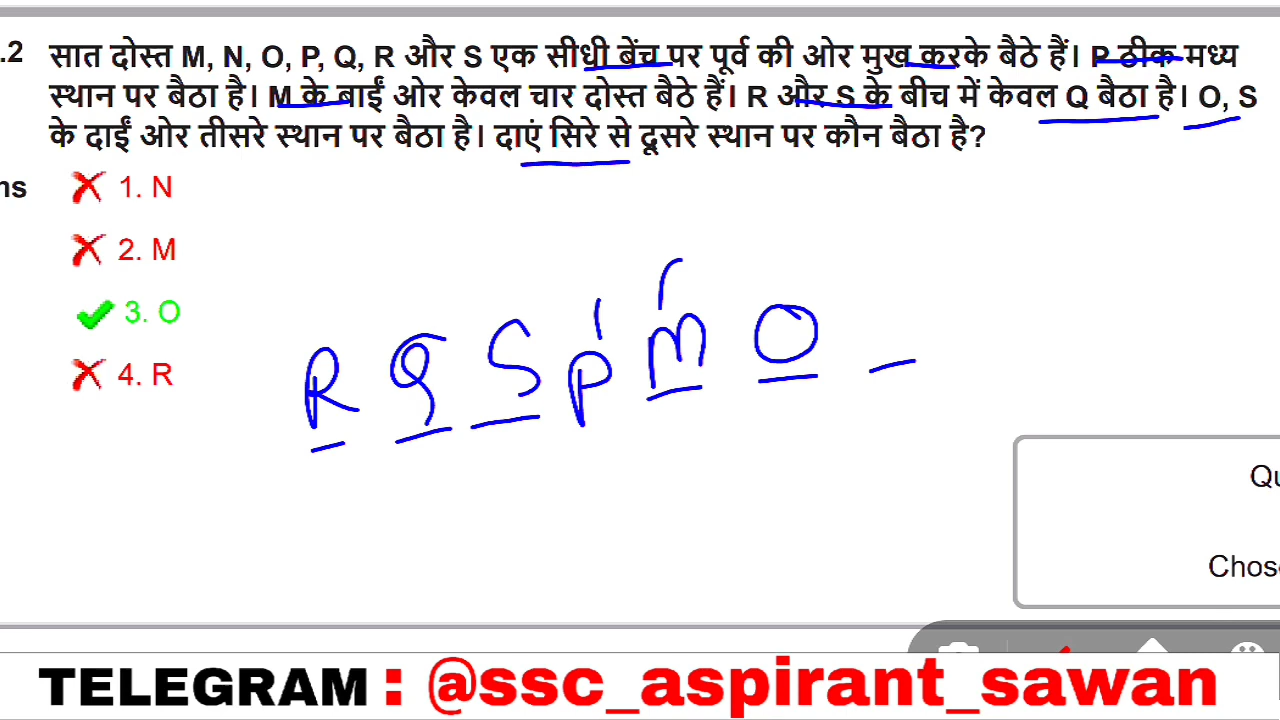 .2 सात दोस्त M, N, O, P, Q, R और S एक सीधी बेंच पर पूर्व की ओर मुख करके बैठे हैं। P ठीक मध्य
स्थान पर बैठा है। M के बाईं ओर केवल चार दोस्त बैठे हैं। R और S के बीच में केवल Q बैठा है। O, S
के दाईं ओर तीसरे स्थान पर बैठा है। दाएं सिरे से दूसरे स्थान पर कौन बैठा है?
ns 1. N
2. M
3. O
4. R
R Q S P M O
Qu
Chose
TELEGRAM : @ssc_aspirant_sawan